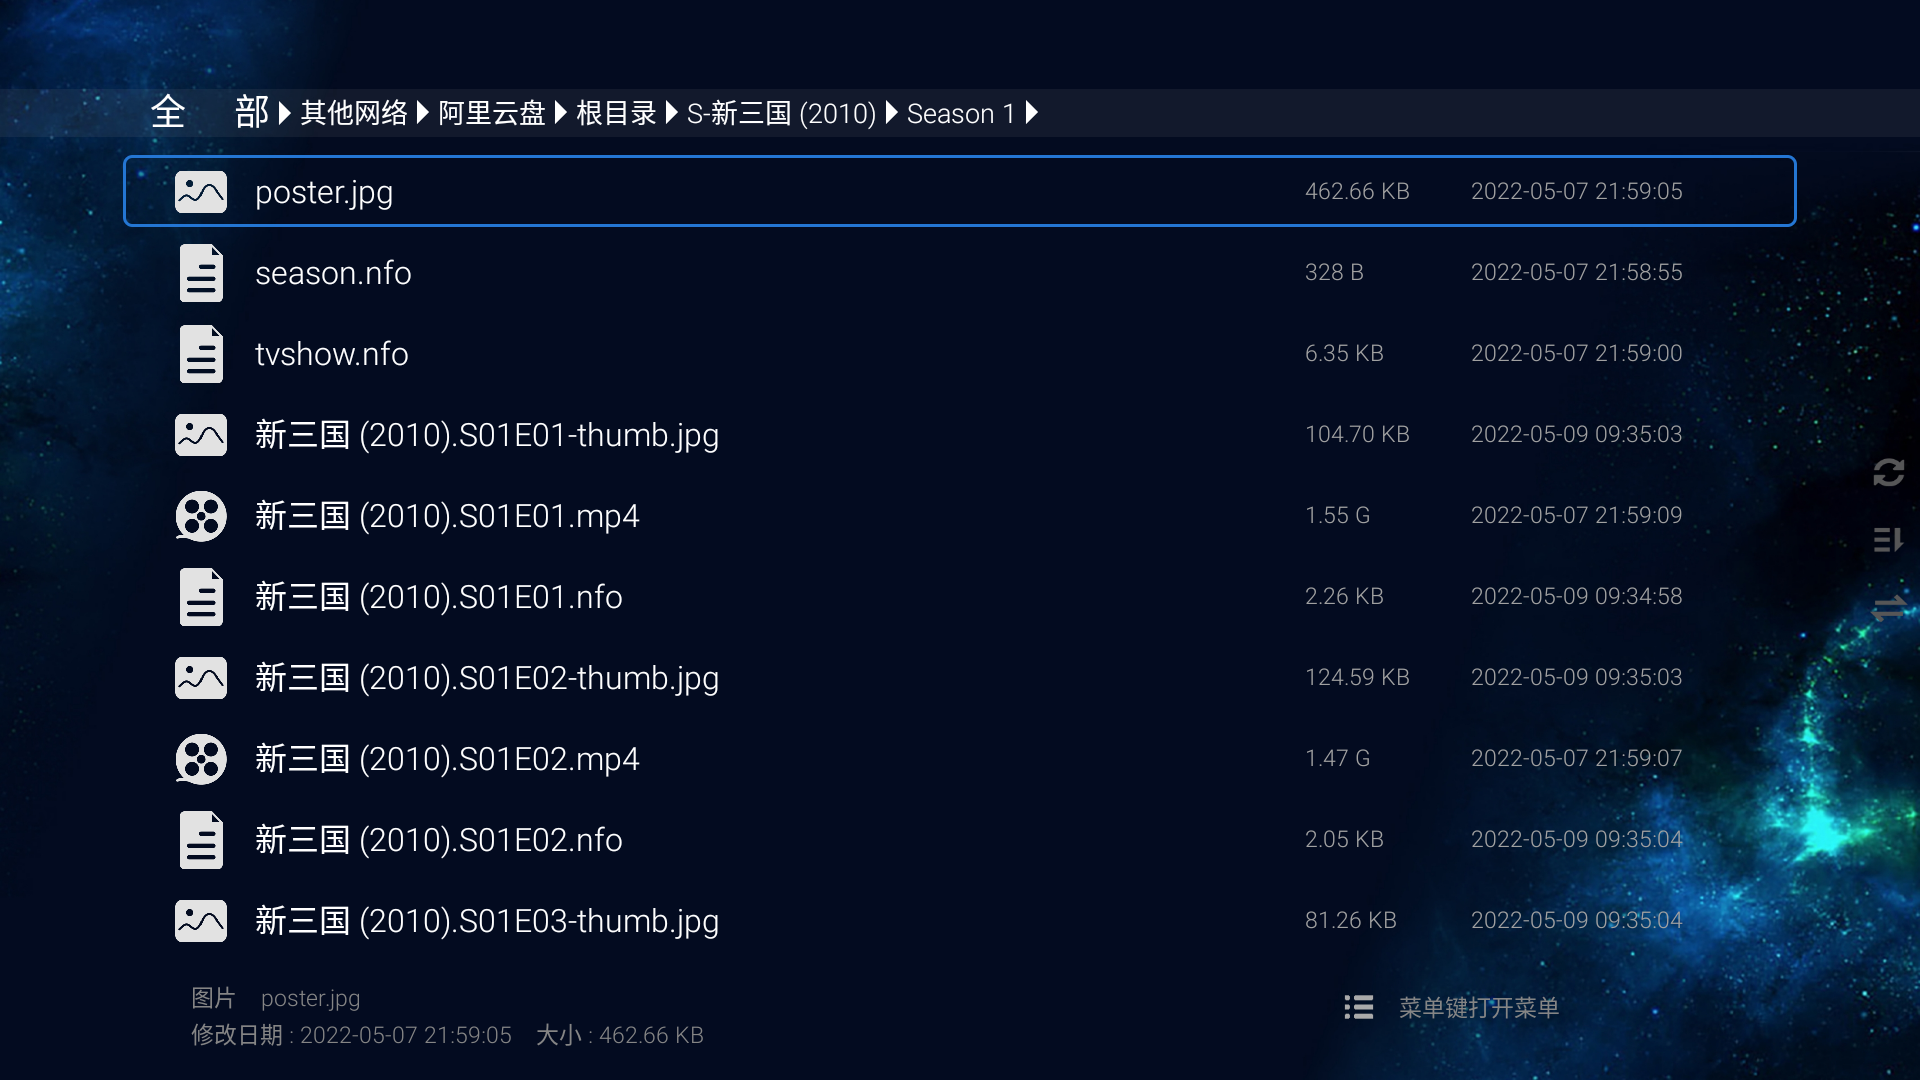 全 部 其他网络 阿里云盘 根目录 S-新三国 (2010) Season 1
poster.jpg 462.66 KB 2022-05-07 21:59:05
season.nfo 328 B 2022-05-07 21:58:55
tvshow.nfo 6.35 KB 2022-05-07 21:59:00
新三国 (2010).S01E01-thumb.jpg 104.70 KB 2022-05-09 09:35:03
新三国 (2010).S01E01.mp4 1.55 G 2022-05-07 21:59:09
新三国 (2010).S01E01.nfo 2.26 KB 2022-05-09 09:34:58
新三国 (2010).S01E02-thumb.jpg 124.59 KB 2022-05-09 09:35:03
新三国 (2010).S01E02.mp4 1.47 G 2022-05-07 21:59:07
新三国 (2010).S01E02.nfo 2.05 KB 2022-05-09 09:35:04
新三国 (2010).S01E03-thumb.jpg 81.26 KB 2022-05-09 09:35:04
图片 poster.jpg
菜单键打开菜单
修改日期 : 2022-05-07 21:59:05 大小 : 462.66 KB